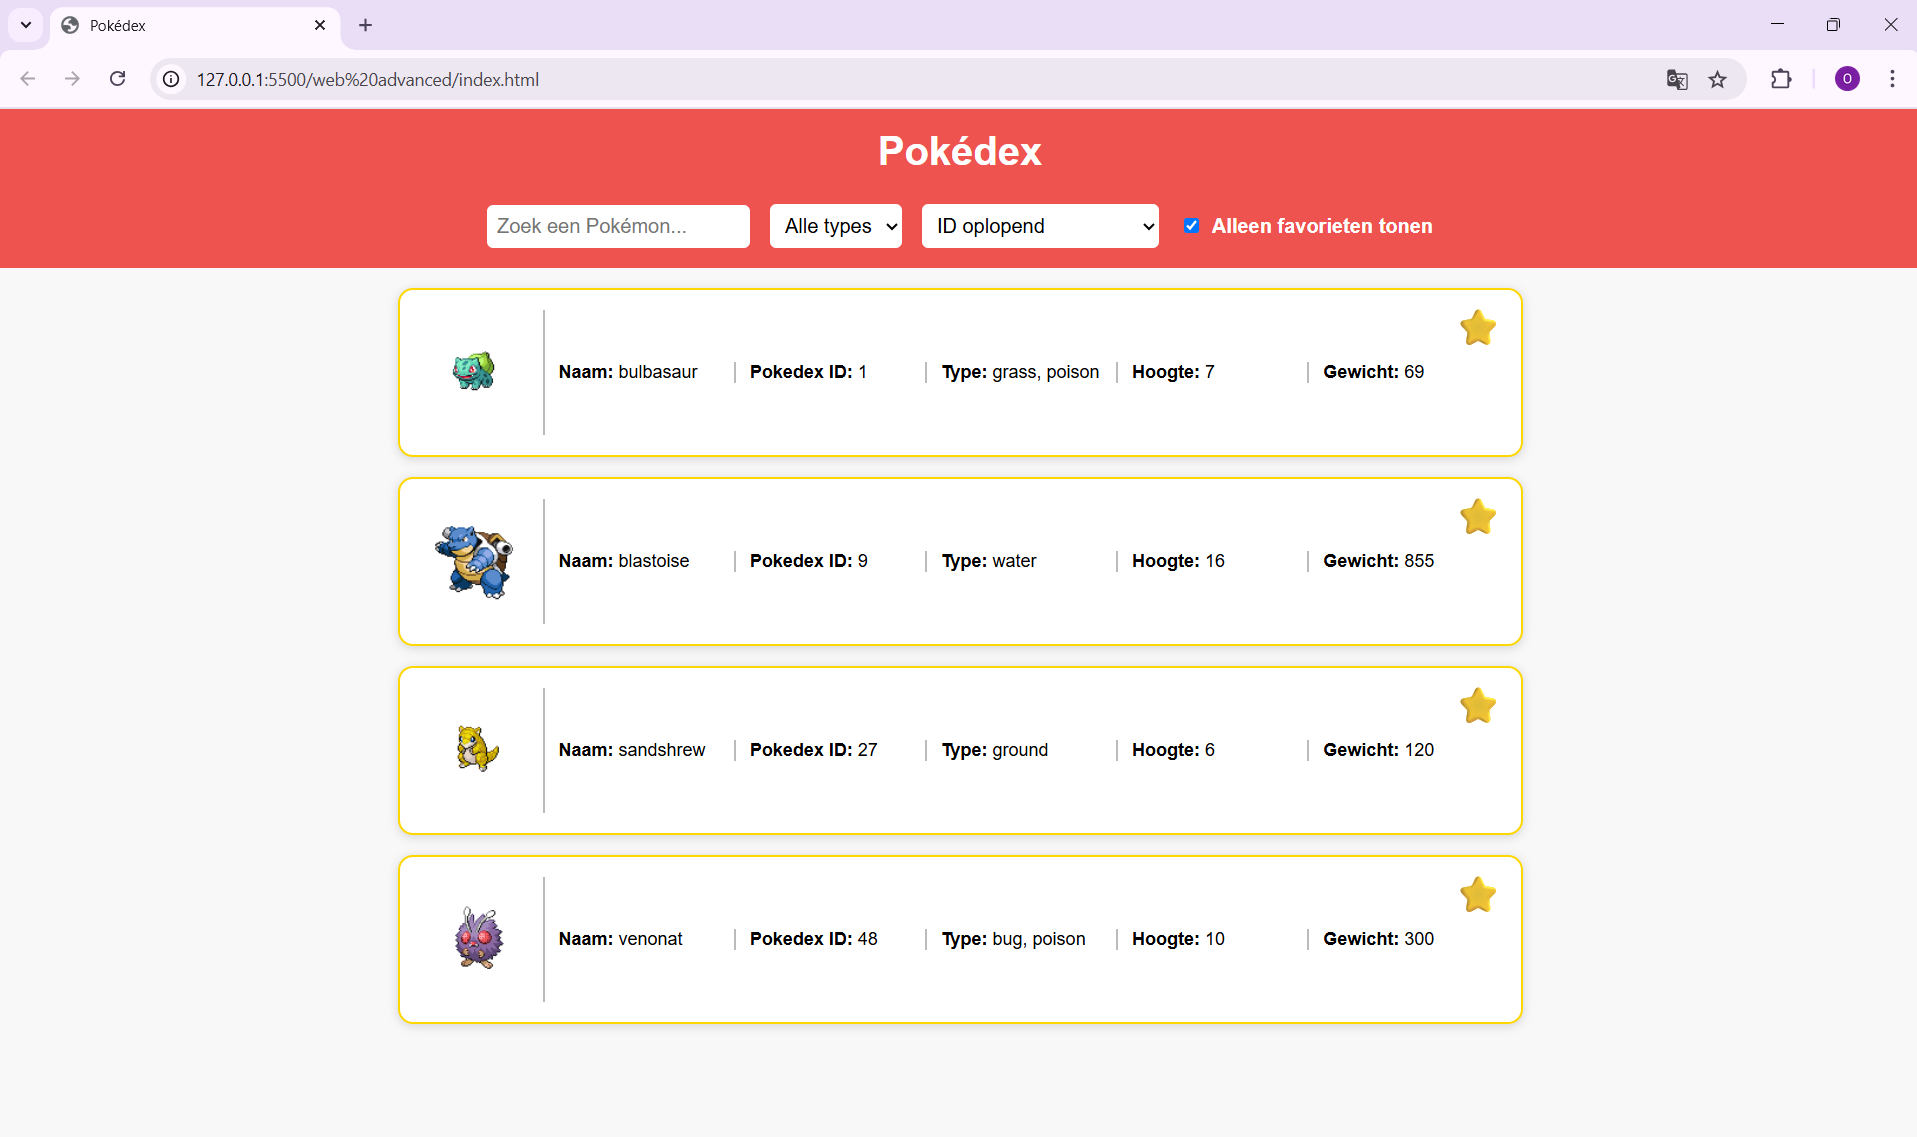 Pokédex
127.0.0.1:5500/web%20advanced/index.html
O
Pokédex
Zoek een Pokémon... Alle types ID oplopend Alleen favorieten tonen
Naam: bulbasaur Pokedex ID: 1 Type: grass, poison Hoogte: 7 Gewicht: 69
Naam: blastoise Pokedex ID: 9 Type: water Hoogte: 16 Gewicht: 855
Naam: sandshrew Pokedex ID: 27 Type: ground Hoogte: 6 Gewicht: 120
Naam: venonat Pokedex ID: 48 Type: bug, poison Hoogte: 10 Gewicht: 300